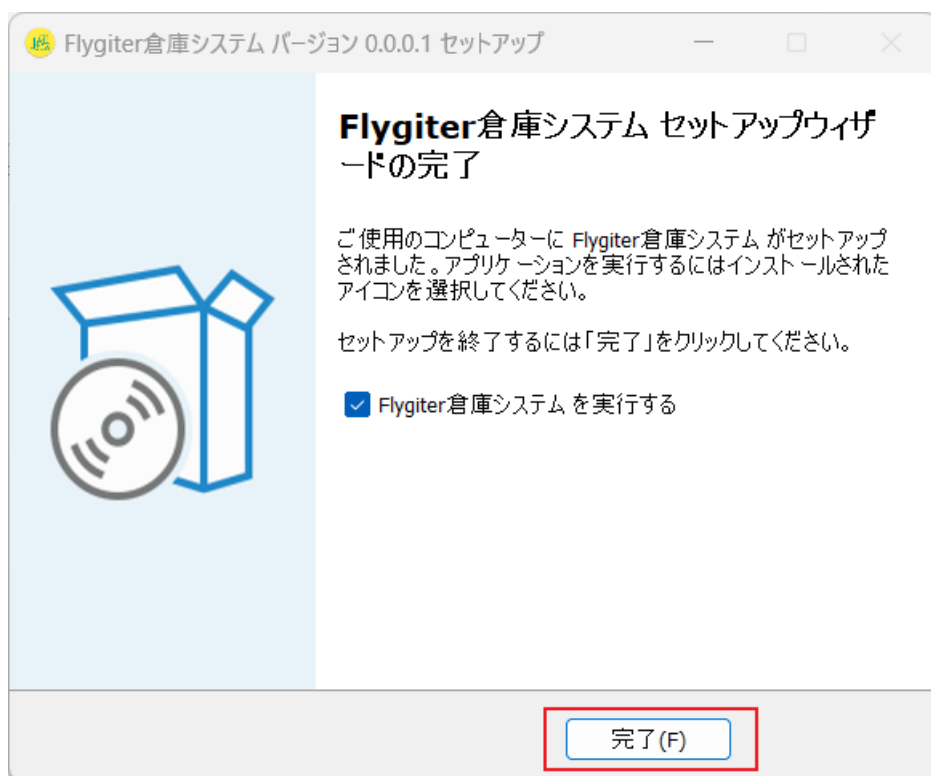 Flygiter倉庫システム バージョン 0.0.0.1 セットアップ
Flygiter倉庫システム セットアップウィザ
ードの完了
ご使用のコンピューターに Flygiter倉庫システム がセットアップ
されました。アプリケーションを実行するにはインストールされた
アイコンを選択してください。
セットアップを終了するには「完了」をクリックしてください。
Flygiter倉庫システム を実行する
完了(F)